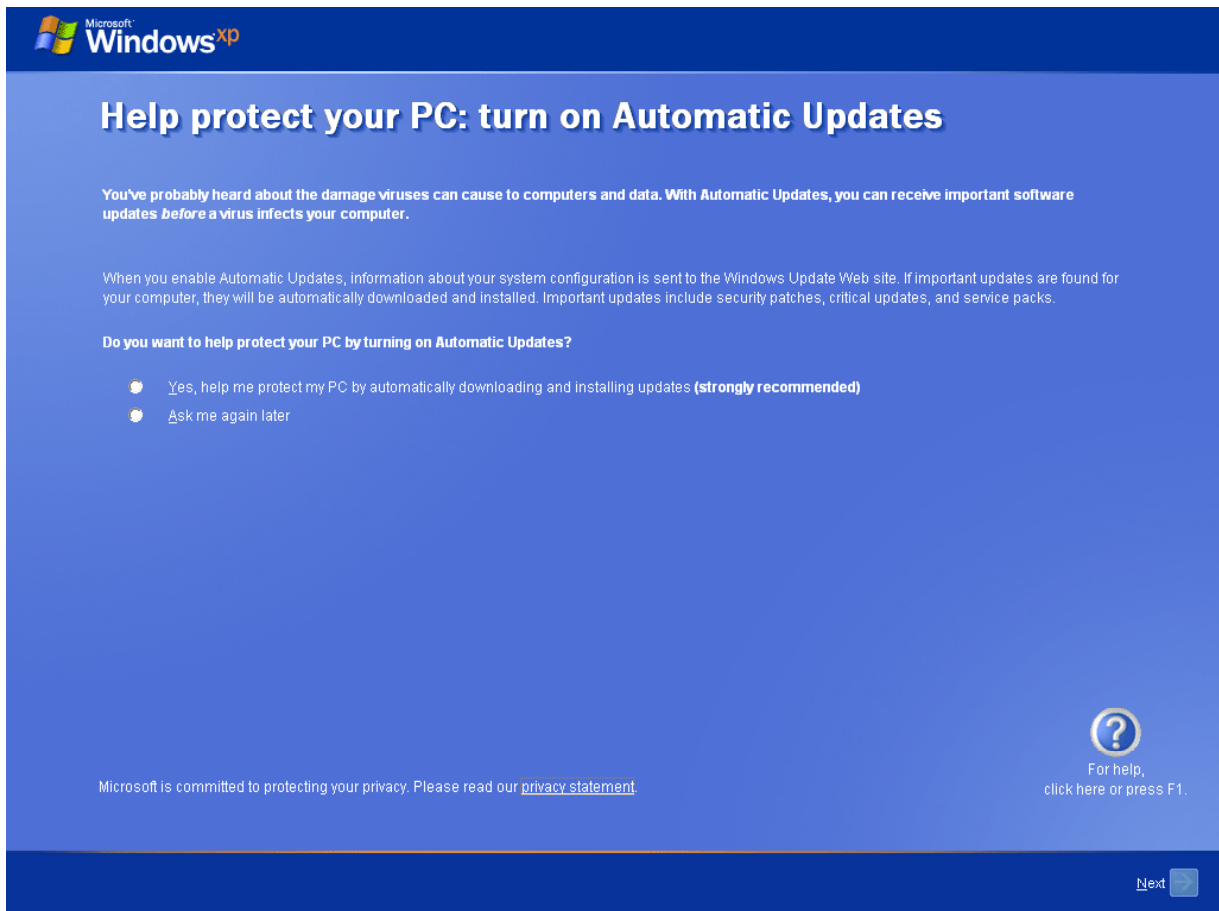 Microsoft
Windows xp
Help protect your PC: turn on Automatic Updates
You've probably heard about the damage viruses can cause to computers and data. With Automatic Updates, you can receive important software
updates before a virus infects your computer.
When you enable Automatic Updates, information about your system configuration is sent to the Windows Update Web site. If important updates are found for
your computer, they will be automatically downloaded and installed. Important updates include security patches, critical updates, and service packs.
Do you want to help protect your PC by turning on Automatic Updates?
Yes, help me protect my PC by automatically downloading and installing updates (strongly recommended)
Ask me again later
For help,
click here or press F1.
Microsoft is committed to protecting your privacy. Please read our privacy statement.
Next